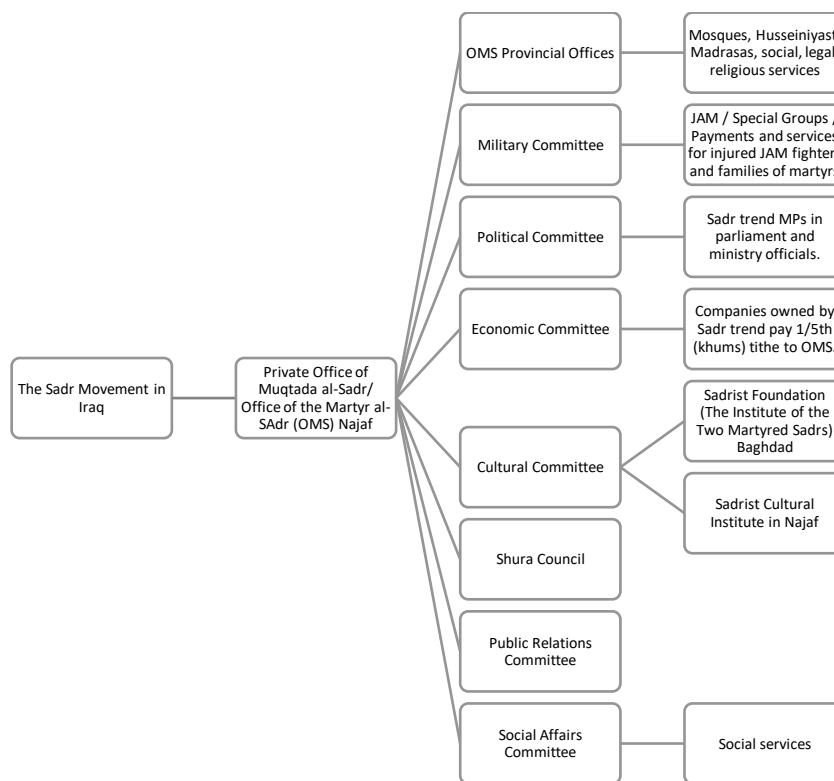 The Sadr Movement in
Iraq
Private Office of
Muqtada al-Sadr/
Office of the Martyr al-
SAdr (OMS) Najaf
OMS Provincial Offices
Mosques, Husseiniyast
Madrasas, social, legal
religious services
Military Committee
JAM / Special Groups /
Payments and services
for injured JAM fighter
and families of martyrs
Political Committee
Sadr trend MPs in
parliament and
ministry officials.
Economic Committee
Companies owned by
Sadr trend pay 1/5th
(khums) tithe to OMS.
Cultural Committee
Sadrist Foundation
(The Institute of the
Two Martyred Sadrs)
Baghdad
Sadrist Cultural
Institute in Najaf
Shura Council
Public Relations
Committee
Social Affairs
Committee
Social services